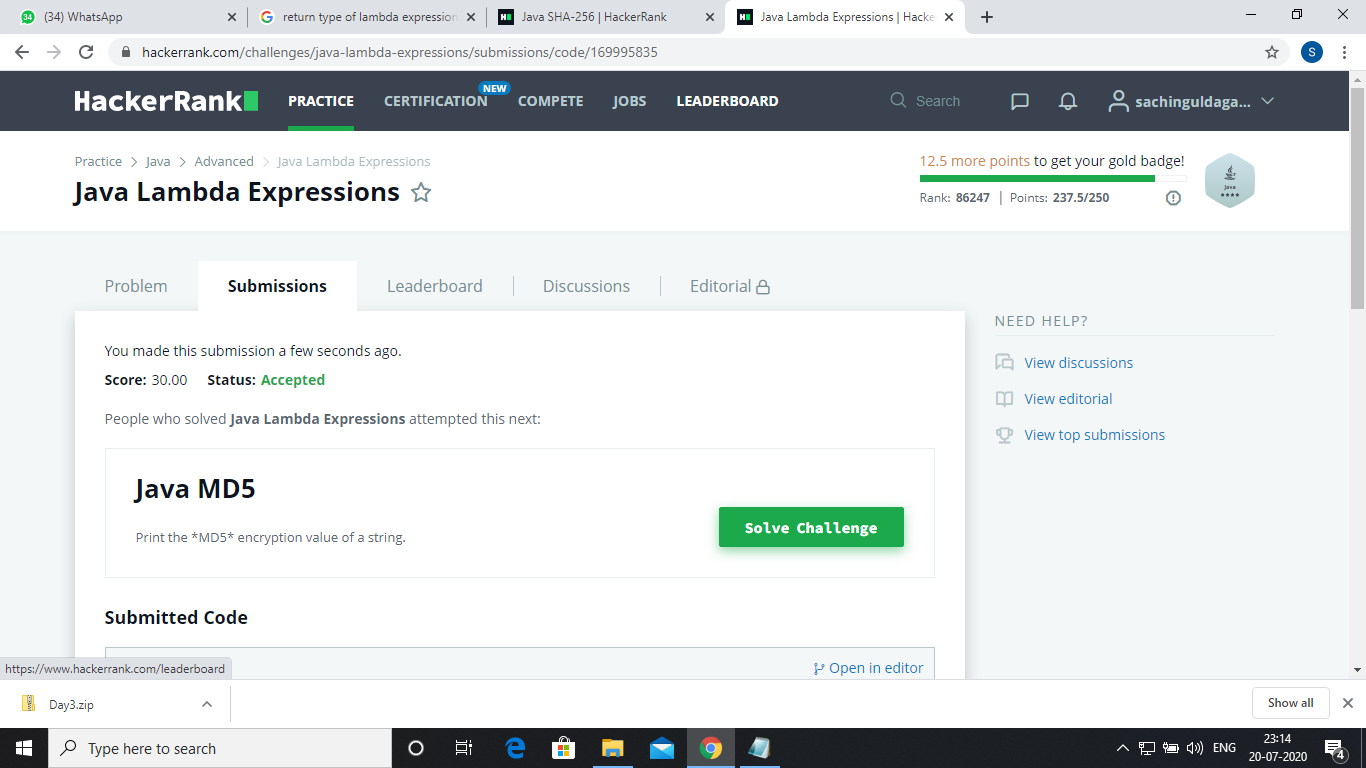 (34) WhatsApp
return type of lambda expression
Java SHA-256 | HackerRank
Java Lambda Expressions | Hacke
hackerrank.com/challenges/java-lambda-expressions/submissions/code/169995835
S
HackerRank
PRACTICE
CERTIFICATION
NEW
COMPETE
JOBS
LEADERBOARD
Search
sachinguldaga...
Practice > Java > Advanced > Java Lambda Expressions
Java Lambda Expressions
12.5 more points to get your gold badge!
Rank: 86247 | Points: 237.5/250
Java
Problem
Submissions
Leaderboard
Discussions
Editorial
You made this submission a few seconds ago.
Score: 30.00 Status: Accepted
People who solved Java Lambda Expressions attempted this next:
Java MD5
Print the *MD5* encryption value of a string.
Solve Challenge
Submitted Code
Open in editor
NEED HELP?
View discussions
View editorial
View top submissions
https://www.hackerrank.com/leaderboard
Day3.zip
Show all
Type here to search
ENG
23:14
20-07-2020
4